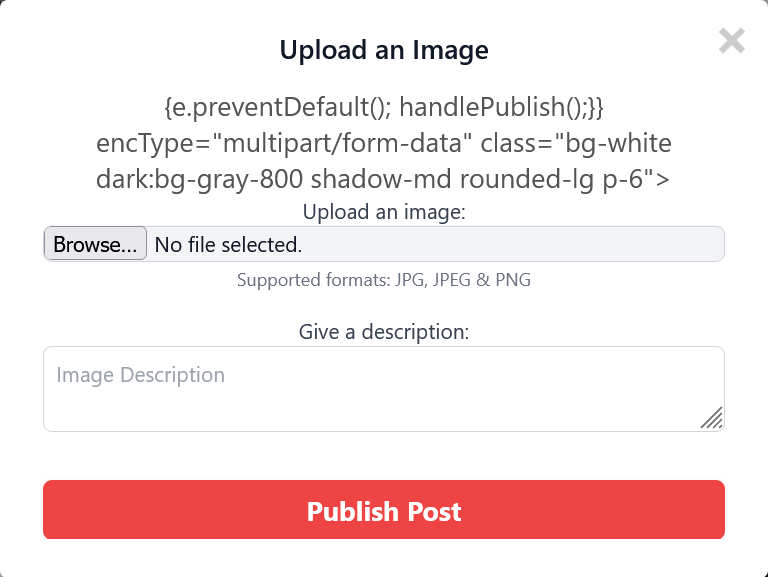 Upload an Image
×
{e.preventDefault(); handlePublish();}}
encType="multipart/form-data" class="bg-white
dark:bg-gray-800 shadow-md rounded-lg p-6">
Upload an image:
Browse... No file selected.
Supported formats: JPG, JPEG & PNG
Give a description:
Image Description
Publish Post